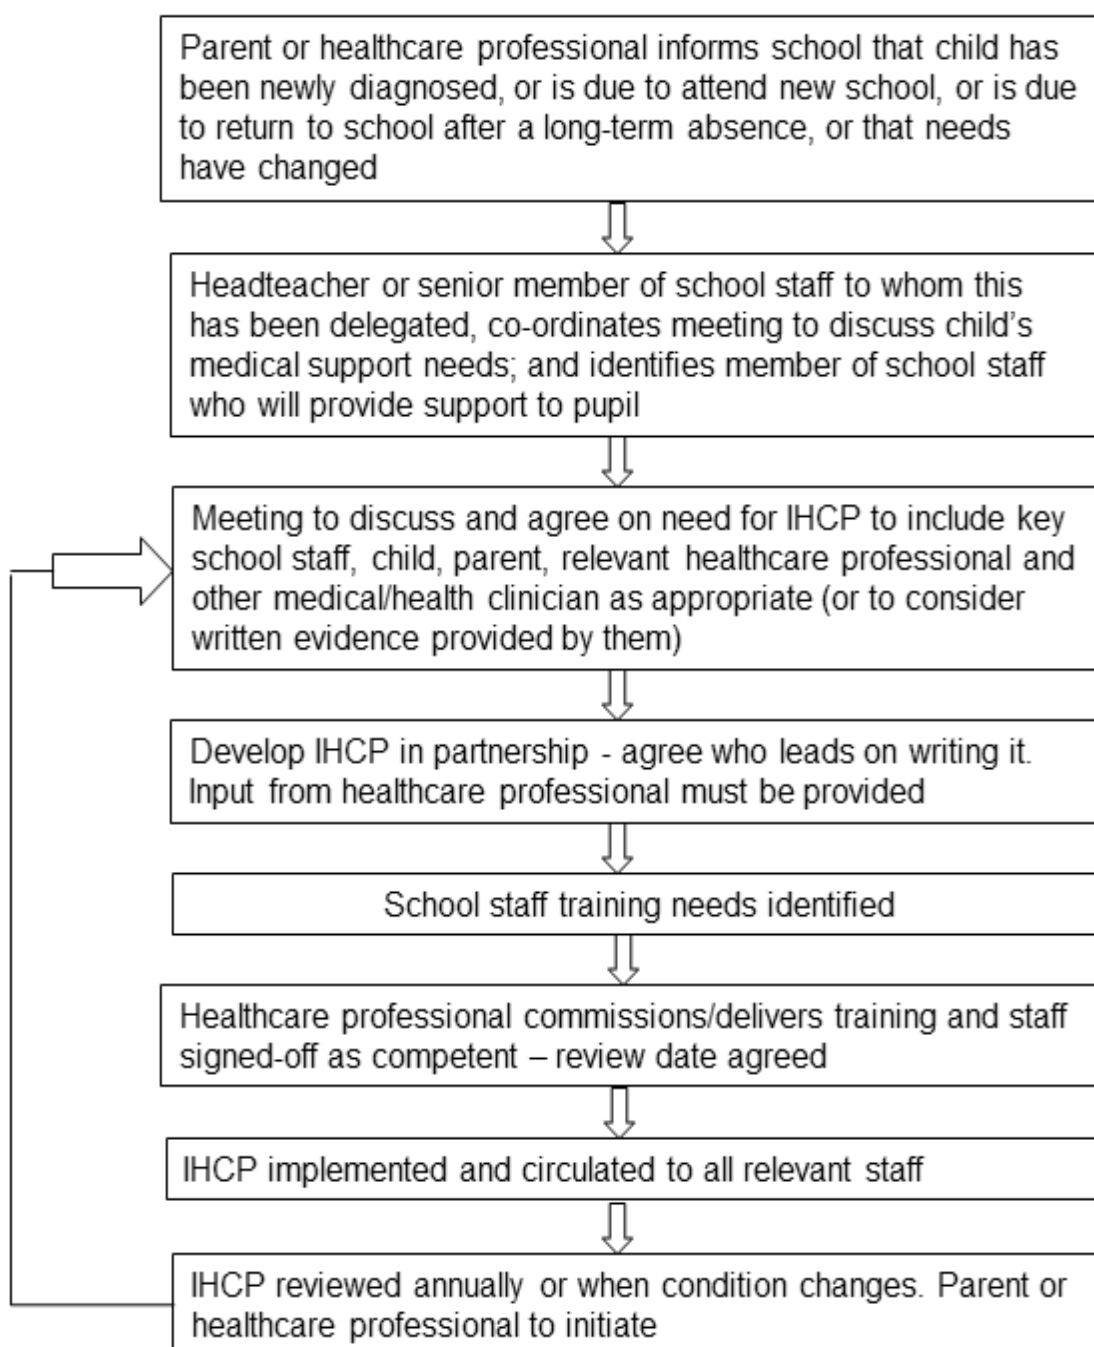 Parent or healthcare professional informs school that child has
been newly diagnosed, or is due to attend new school, or is due
to return to school after a long-term absence, or that needs
have changed
Headteacher or senior member of school staff to whom this
has been delegated, co-ordinates meeting to discuss child's
medical support needs; and identifies member of school staff
who will provide support to pupil
Meeting to discuss and agree on need for IHCP to include key
school staff, child, parent, relevant healthcare professional and
other medical/health clinician as appropriate (or to consider
written evidence provided by them)
Develop IHCP in partnership - agree who leads on writing it.
Input from healthcare professional must be provided
School staff training needs identified
Healthcare professional commissions/delivers training and staff
signed-off as competent – review date agreed
IHCP implemented and circulated to all relevant staff
IHCP reviewed annually or when condition changes. Parent or
healthcare professional to initiate